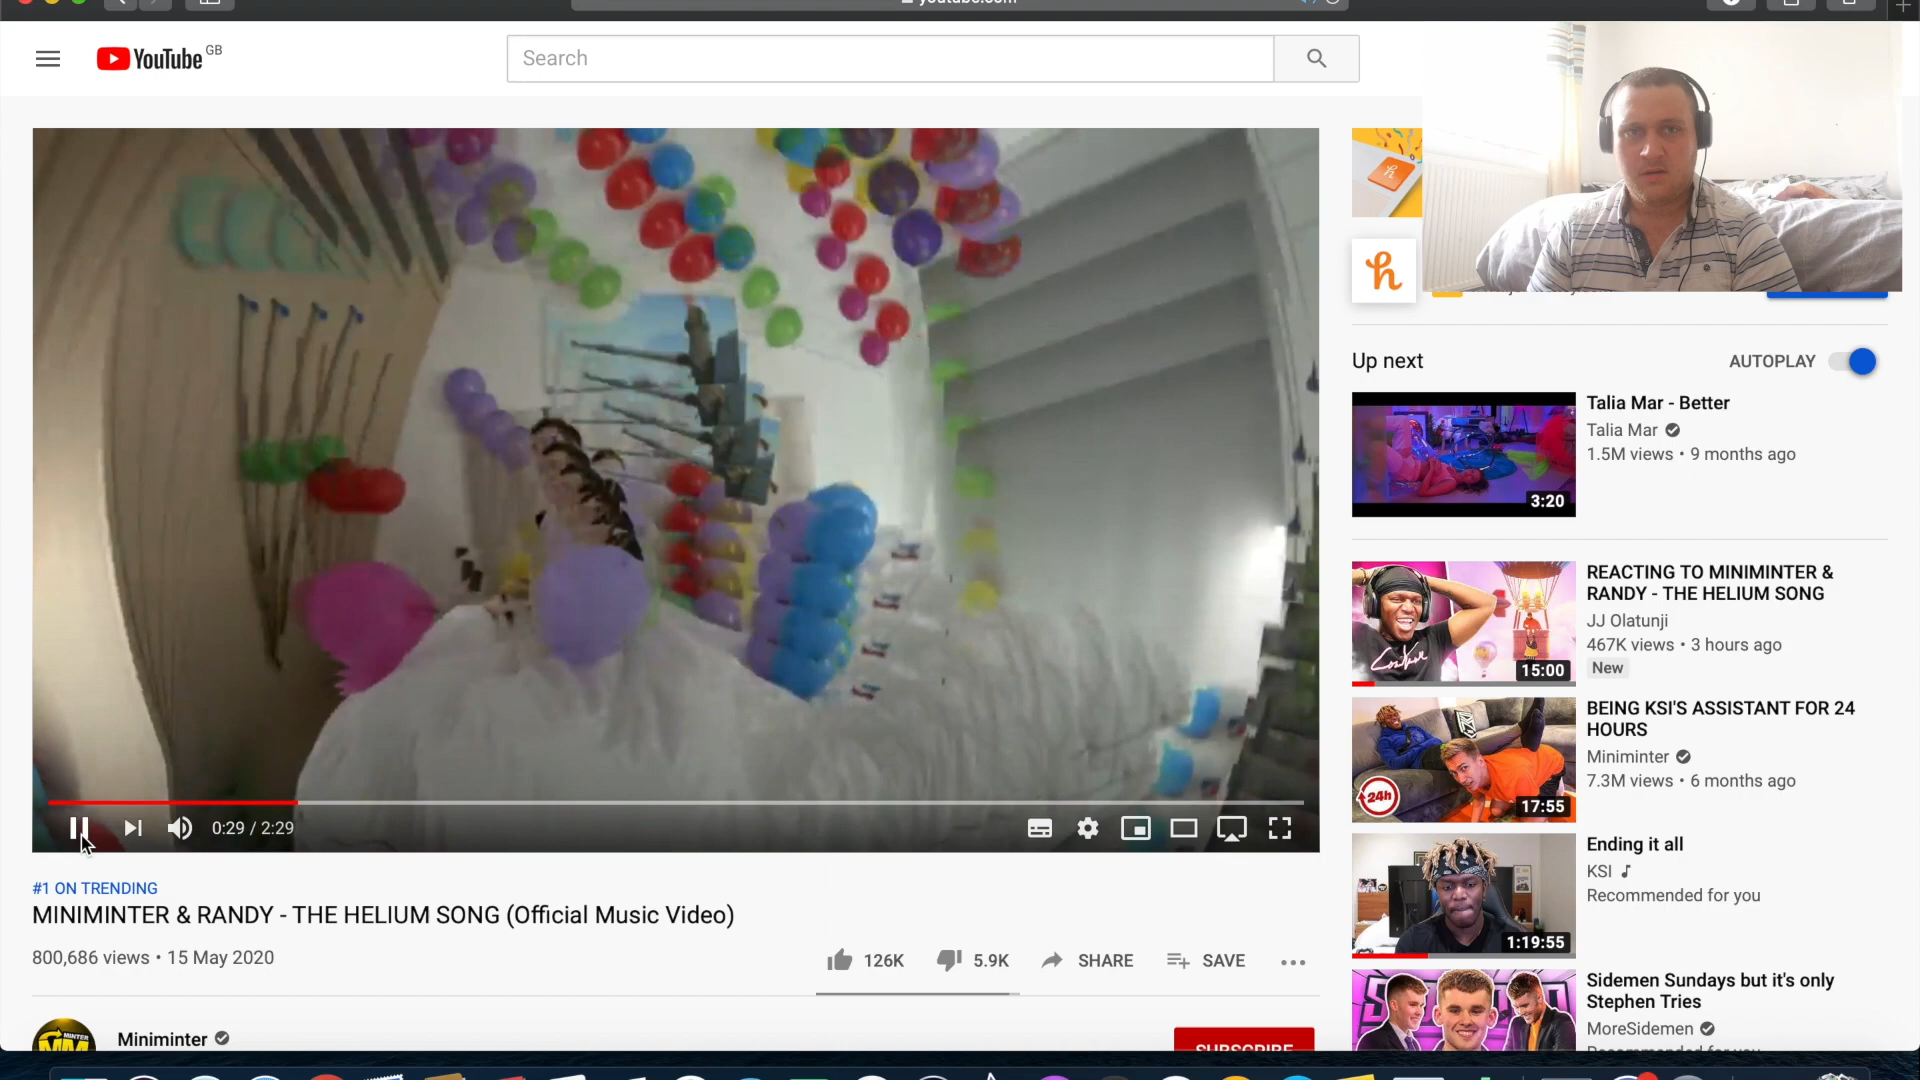 YouTube GB
Search
Up next
AUTOPLAY
Talia Mar - Better
Talia Mar
1.5M views • 9 months ago
3:20
REACTING TO MINIMINTER &
RANDY - THE HELIUM SONG
JJ Olatunji
467K views • 3 hours ago
New
15:00
BEING KSI'S ASSISTANT FOR 24
HOURS
Miniminter
7.3M views • 6 months ago
24h
17:55
Ending it all
KSI
Recommended for you
1:19:55
Sidemen Sundays but it's only
Stephen Tries
MoreSidemen
0:29 / 2:29
#1 ON TRENDING
MINIMINTER & RANDY - THE HELIUM SONG (Official Music Video)
800,686 views • 15 May 2020
126K
5.9K
SHARE
SAVE
Miniminter
SUBSCRIBE